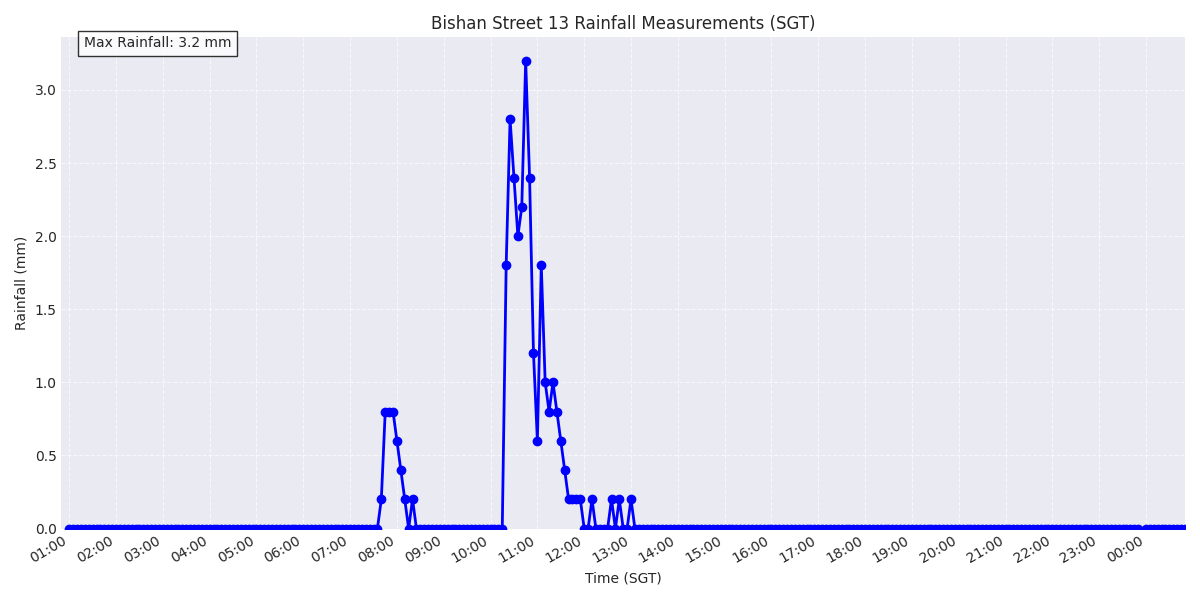 Bishan Street 13 Rainfall Measurements (SGT)
Max Rainfall: 3.2 mm
Rainfall (mm)
3.0
2.5
2.0
1.5
1.0
0.5
0.0
01:00 02:00 03:00 04:00 05:00 06:00 07:00 08:00 09:00 10:00 11:00 12:00 13:00 14:00 15:00 16:00 17:00 18:00 19:00 20:00 21:00 22:00 23:00 00:00
Time (SGT)